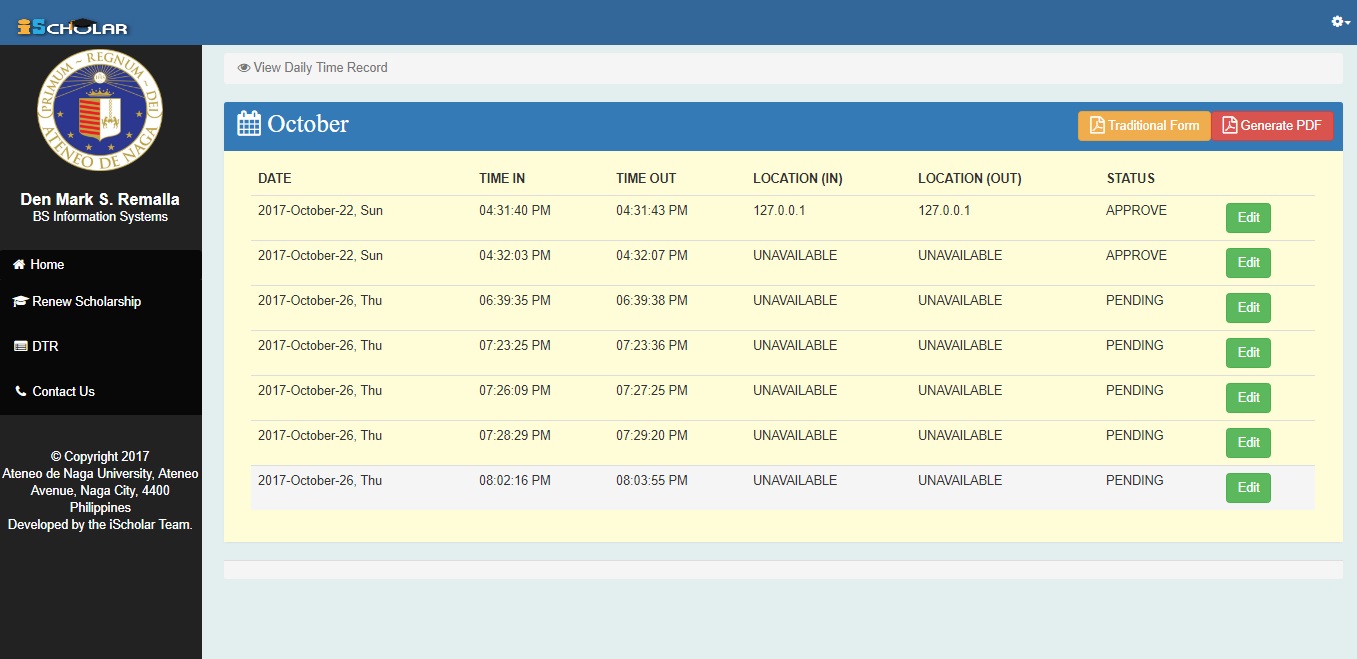 iSCHOLAR
PRIMUM ~ REGNUM ~ DEI
ATENEO DE NAGA
Den Mark S. Remalla
BS Information Systems
Home
Renew Scholarship
DTR
Contact Us
© Copyright 2017
Ateneo de Naga University, Ateneo
Avenue, Naga City, 4400
Philippines
Developed by the iScholar Team.
View Daily Time Record
October
Traditional Form Generate PDF
DATE TIME IN TIME OUT LOCATION (IN) LOCATION (OUT) STATUS
2017-October-22, Sun 04:31:40 PM 04:31:43 PM 127.0.0.1 127.0.0.1 APPROVE Edit
2017-October-22, Sun 04:32:03 PM 04:32:07 PM UNAVAILABLE UNAVAILABLE APPROVE Edit
2017-October-26, Thu 06:39:35 PM 06:39:38 PM UNAVAILABLE UNAVAILABLE PENDING Edit
2017-October-26, Thu 07:23:25 PM 07:23:36 PM UNAVAILABLE UNAVAILABLE PENDING Edit
2017-October-26, Thu 07:26:09 PM 07:27:25 PM UNAVAILABLE UNAVAILABLE PENDING Edit
2017-October-26, Thu 07:28:29 PM 07:29:20 PM UNAVAILABLE UNAVAILABLE PENDING Edit
2017-October-26, Thu 08:02:16 PM 08:03:55 PM UNAVAILABLE UNAVAILABLE PENDING Edit